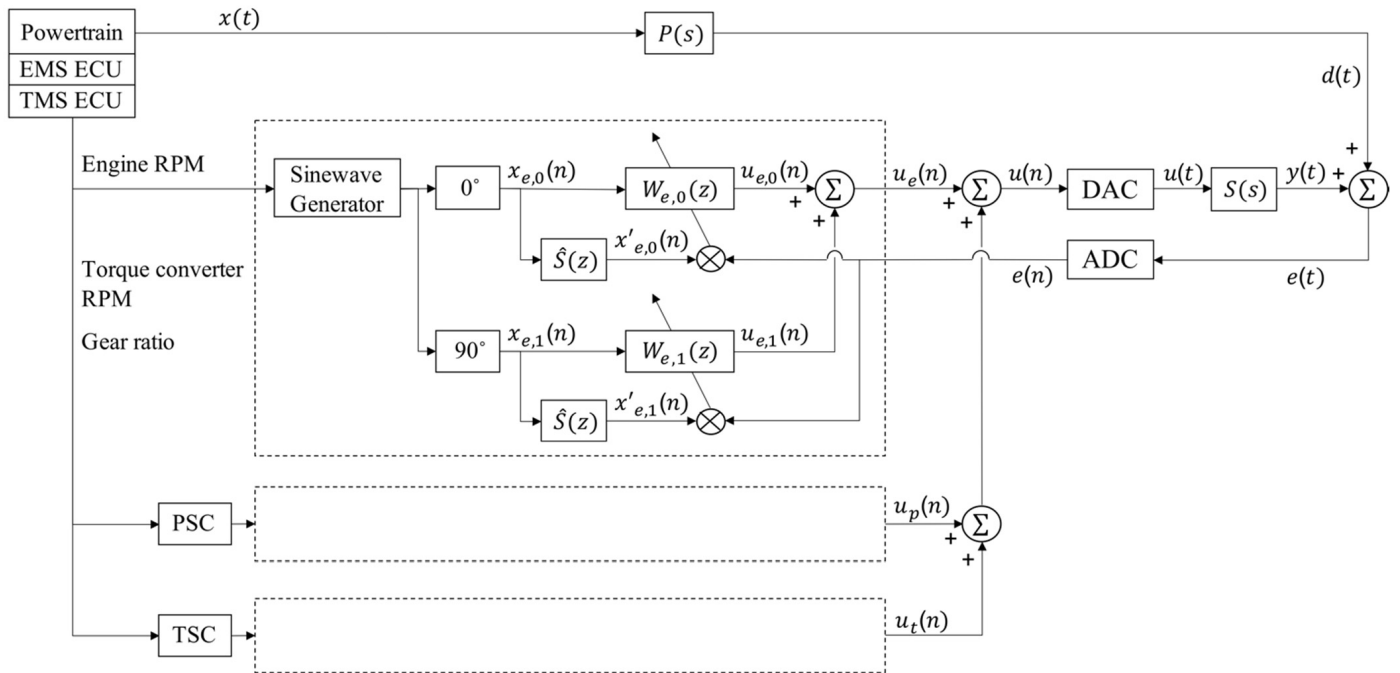 x(t)
Powertrain
P(s)
EMS ECU
TMS ECU
d(t)
Engine RPM
Sinewave
Generator
0°
x_{e,0}(n)
W_{e,0}(z)
u_{e,0}(n)
Σ
+
+
u_e(n)
Σ
+
+
u(n)
DAC
u(t)
S(s)
y(t)
+
+
Σ
Ŝ(z)
x'_{e,0}(n)
Torque converter
RPM
e(n)
ADC
e(t)
Gear ratio
90°
x_{e,1}(n)
W_{e,1}(z)
u_{e,1}(n)
Ŝ(z)
x'_{e,1}(n)
PSC
u_p(n)
Σ
+
+
TSC
u_t(n)